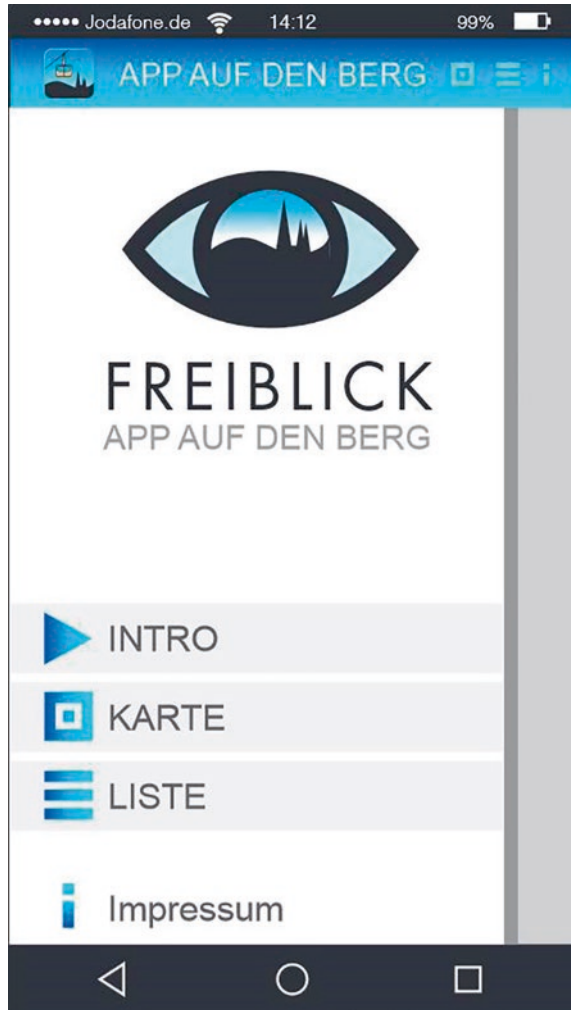 Jodafone.de 14:12 99%
APP AUF DEN BERG
FREIBLICK
APP AUF DEN BERG
INTRO
KARTE
LISTE
Impressum